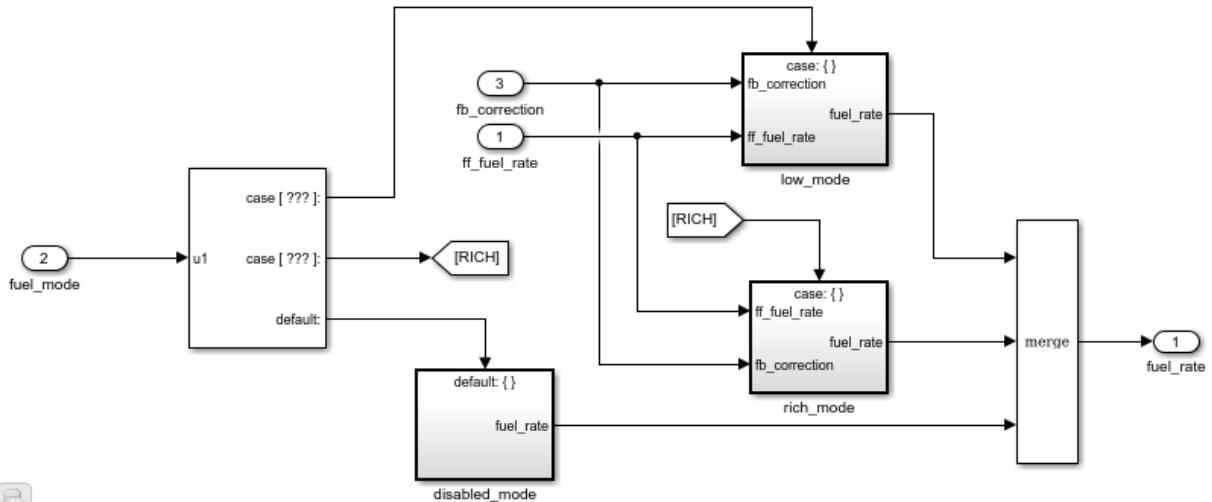 case: { }
fb_correction
fuel_rate
ff_fuel_rate
low_mode
3
fb_correction
1
ff_fuel_rate
case [ ??? ]:
u1
case [ ??? ]:
default:
2
fuel_mode
[RICH]
[RICH]
case: { }
ff_fuel_rate
fuel_rate
fb_correction
rich_mode
default: { }
fuel_rate
disabled_mode
merge
1
fuel_rate